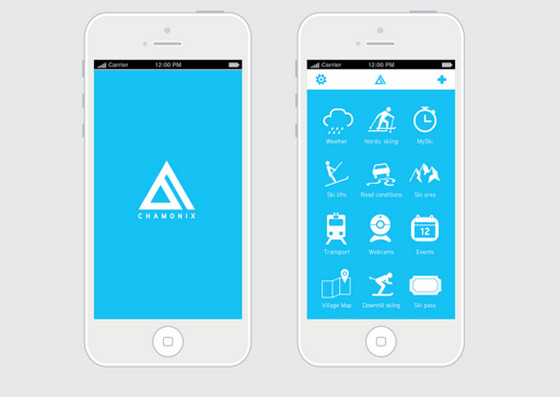 Carrier 12:00 PM
CHAMONIX
Carrier 12:00 PM
Weather Nordic skiing MySki
Ski lifts Road conditions Ski area
Transport Webcams Events
12
Village Map Downhill skiing Ski pass